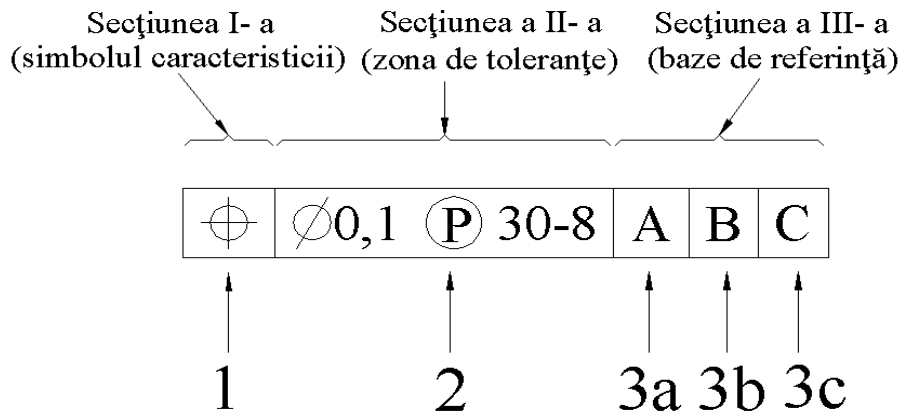 Secţiunea I- a Secţiunea a II- a Secţiunea a III- a
(simbolul caracteristicii) (zona de toleranţe) (baze de referinţă)
⌖ ∅0,1 Ⓟ 30-8 A B C
1 2 3a 3b 3c